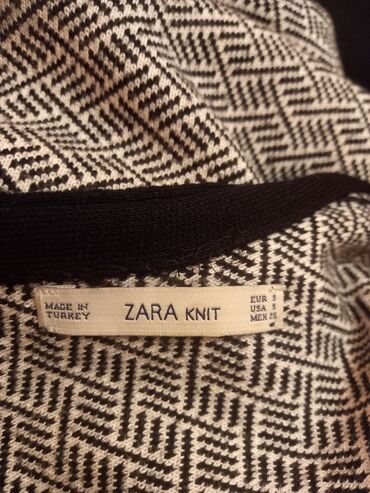 MADE IN
TURKEY
ZARA KNIT
EUR S
USA S
MEX 26